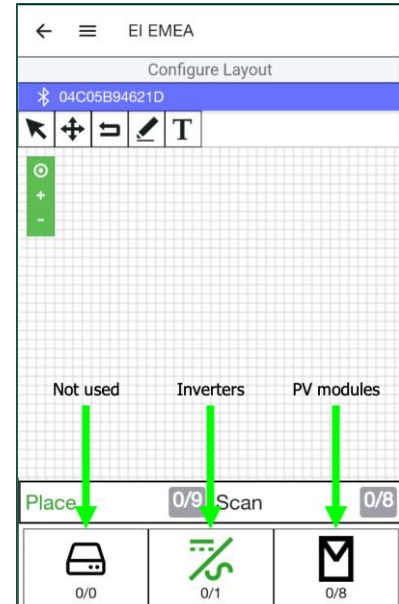 EI EMEA
Configure Layout
04C05B94621D
T
Not used Inverters PV modules
Place 0/9 Scan 0/8
0/0 0/1 0/8